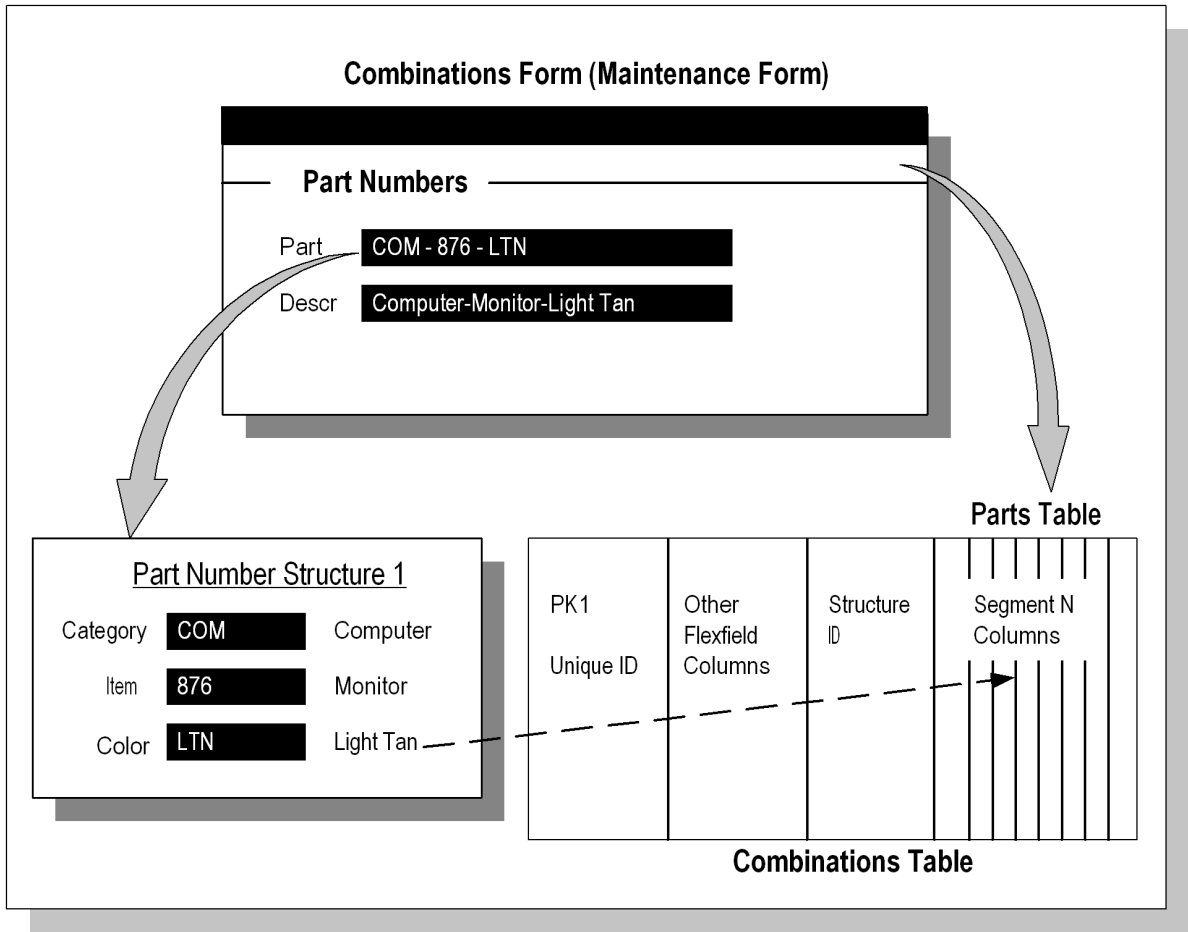 Combinations Form (Maintenance Form)
Part Numbers
Part COM - 876 - LTN
Descr Computer-Monitor-Light Tan
Part Number Structure 1
Category COM Computer
Item 876 Monitor
Color LTN Light Tan
Parts Table
PK1
Unique ID
Other
Flexfield
Columns
Structure
ID
Segment N
Columns
Combinations Table